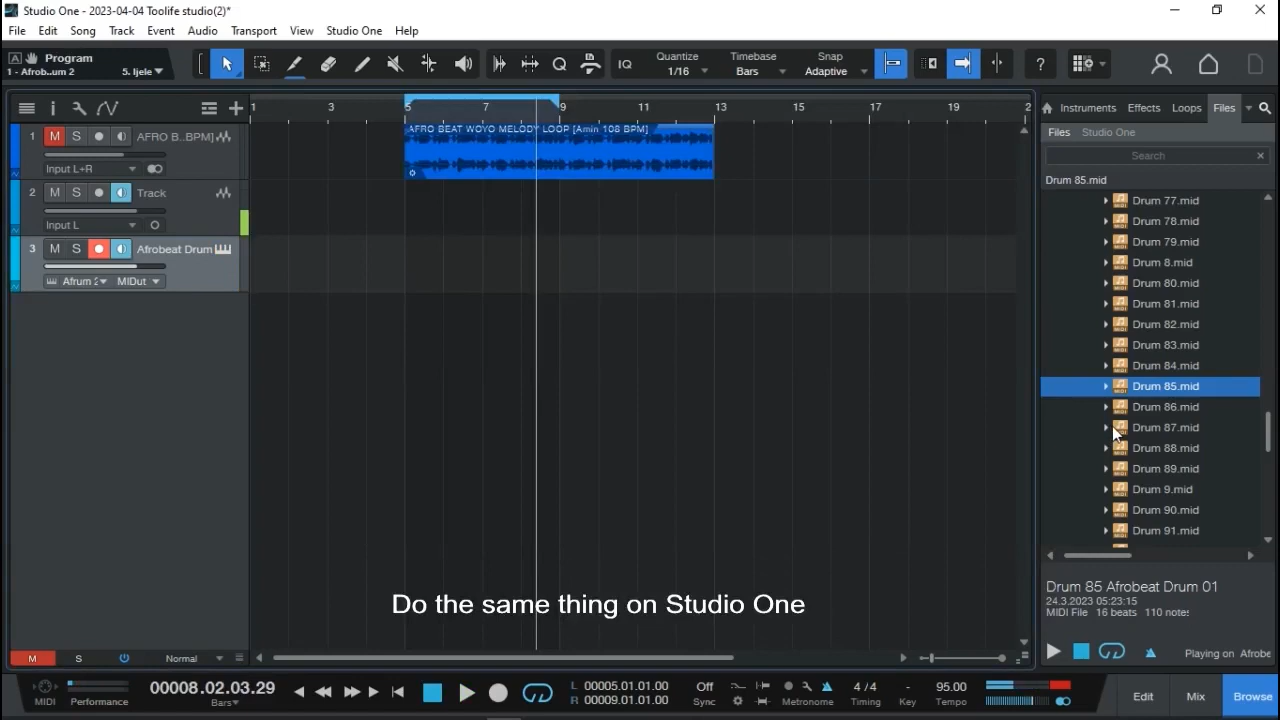 Studio One - 2023-04-04 Toolife studio(2)*
File Edit Song Track Event Audio Transport View Studio One Help
A Program
1 - Afrob...um 2 5. Ijele
IQ
Quantize
1/16
Timebase
Bars
Snap
Adaptive
?
1 3 5 7 9 11 13 15 17 19 2
Instruments Effects Loops Files
Files Studio One
Search
Drum 85.mid
1 M S AFRO B..BPM]
Input L+R
2 M S Track
Input L
3 M S Afrobeat Drum
Afrum 2 MIDut
AFRO BEAT WOYO MELODY LOOP [Amin 108 BPM]
Drum 77.mid
Drum 78.mid
Drum 79.mid
Drum 8.mid
Drum 80.mid
Drum 81.mid
Drum 82.mid
Drum 83.mid
Drum 84.mid
Drum 85.mid
Drum 86.mid
Drum 87.mid
Drum 88.mid
Drum 89.mid
Drum 9.mid
Drum 90.mid
Drum 91.mid
Do the same thing on Studio One
Drum 85 Afrobeat Drum 01
24.3.2023 05:23:15
MIDI File 16 beats 110 notes
Playing on Afrobe
M S Normal
MIDI Performance
00008.02.03.29
Bars
L 00005.01.01.00
R 00009.01.01.00
Off
Sync
Metronome
4 / 4
Timing
-
Key
95.00
Tempo
Edit Mix Browse